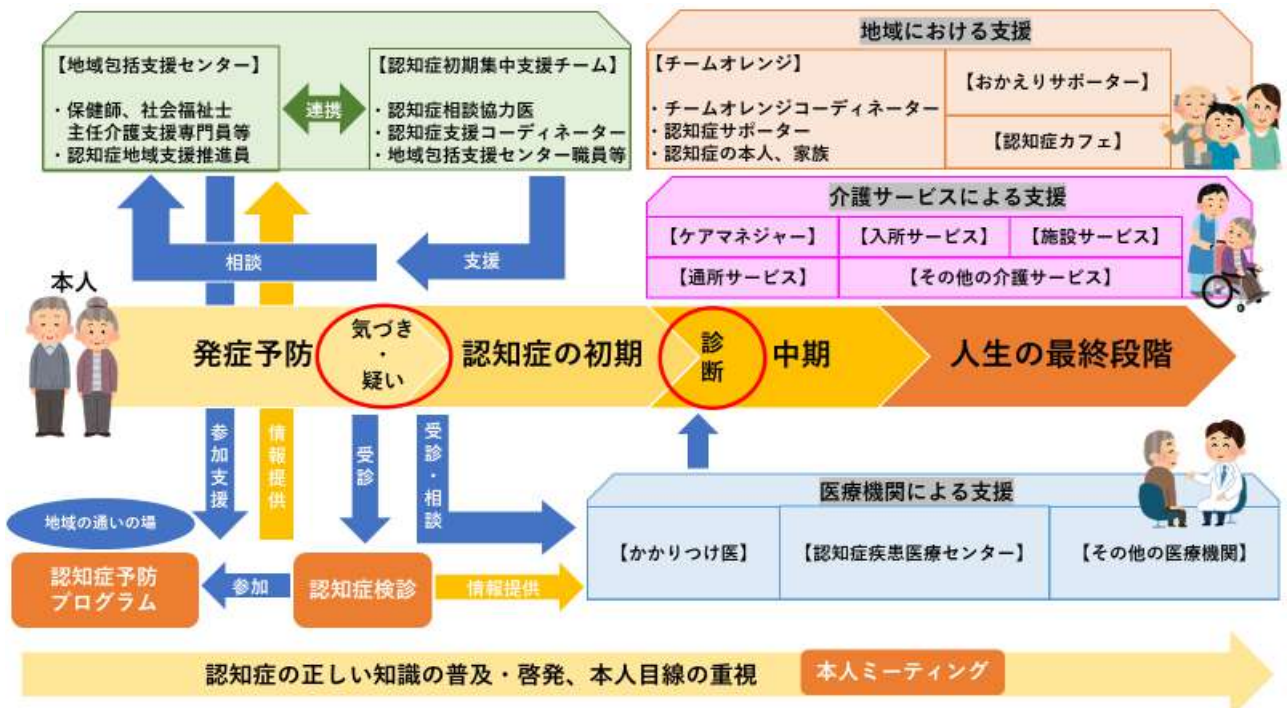 【地域包括支援センター】
・保健師、社会福祉士
主任介護支援専門員等
・認知症地域支援推進員
連携
【認知症初期集中支援チーム】
・認知症相談協力医
・認知症支援コーディネーター
・地域包括支援センター職員等
地域における支援
【チームオレンジ】
・チームオレンジコーディネーター
・認知症サポーター
・認知症の本人、家族
【おかえりサポーター】
【認知症カフェ】
介護サービスによる支援
【ケアマネジャー】
【入所サービス】
【施設サービス】
【通所サービス】
【その他の介護サービス】
相談
支援
本人
発症予防
気づき
・
疑い
認知症の初期
診
断
中期
人生の最終段階
参加支援
情報提供
受診
受診・相談
医療機関による支援
【かかりつけ医】
【認知症疾患医療センター】
【その他の医療機関】
地域の通いの場
認知症予防
プログラム
参加
認知症検診
情報提供
認知症の正しい知識の普及・啓発、本人目線の重視
本人ミーティング